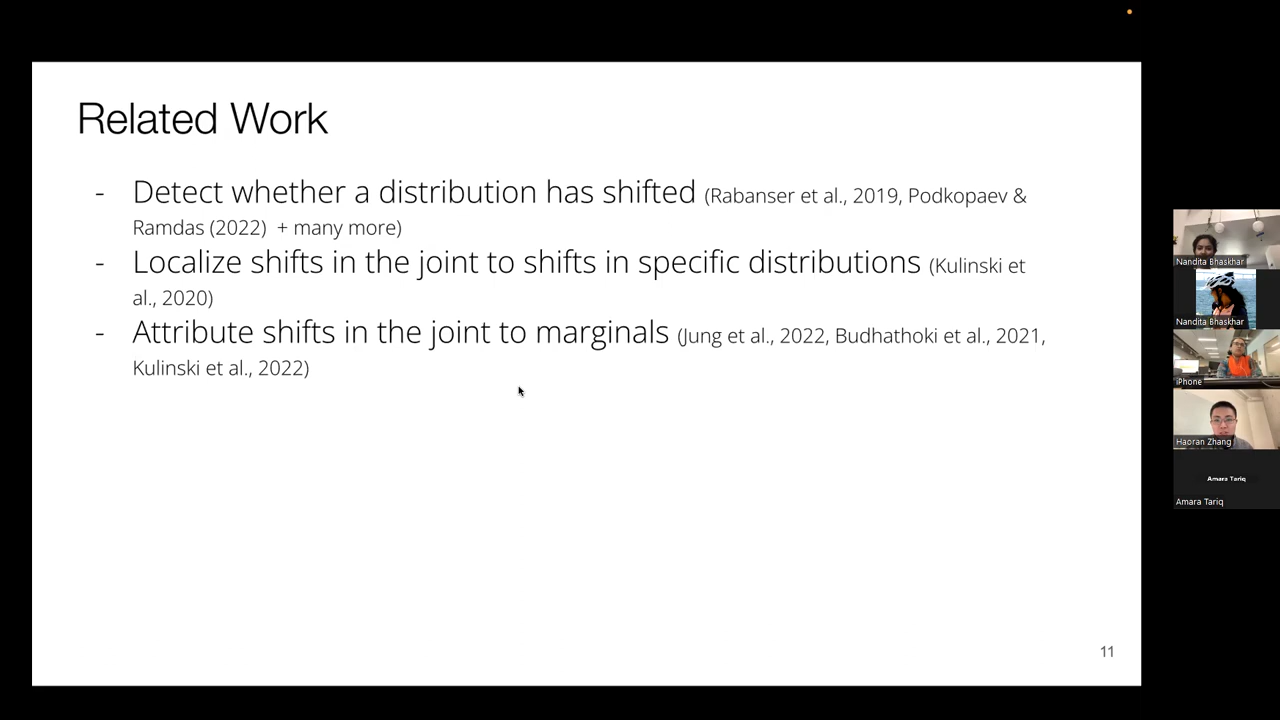 Related Work
- Detect whether a distribution has shifted (Rabanser et al., 2019, Podkopaev &
Ramdas (2022) + many more)
- Localize shifts in the joint to shifts in specific distributions (Kulinski et
al., 2020)
- Attribute shifts in the joint to marginals (Jung et al., 2022, Budhathoki et al., 2021,
Kulinski et al., 2022)
11
Nandita Bhaskhar
Nandita Bhaskhar
iPhone
Haoran Zhang
Amara Tariq
Amara Tariq